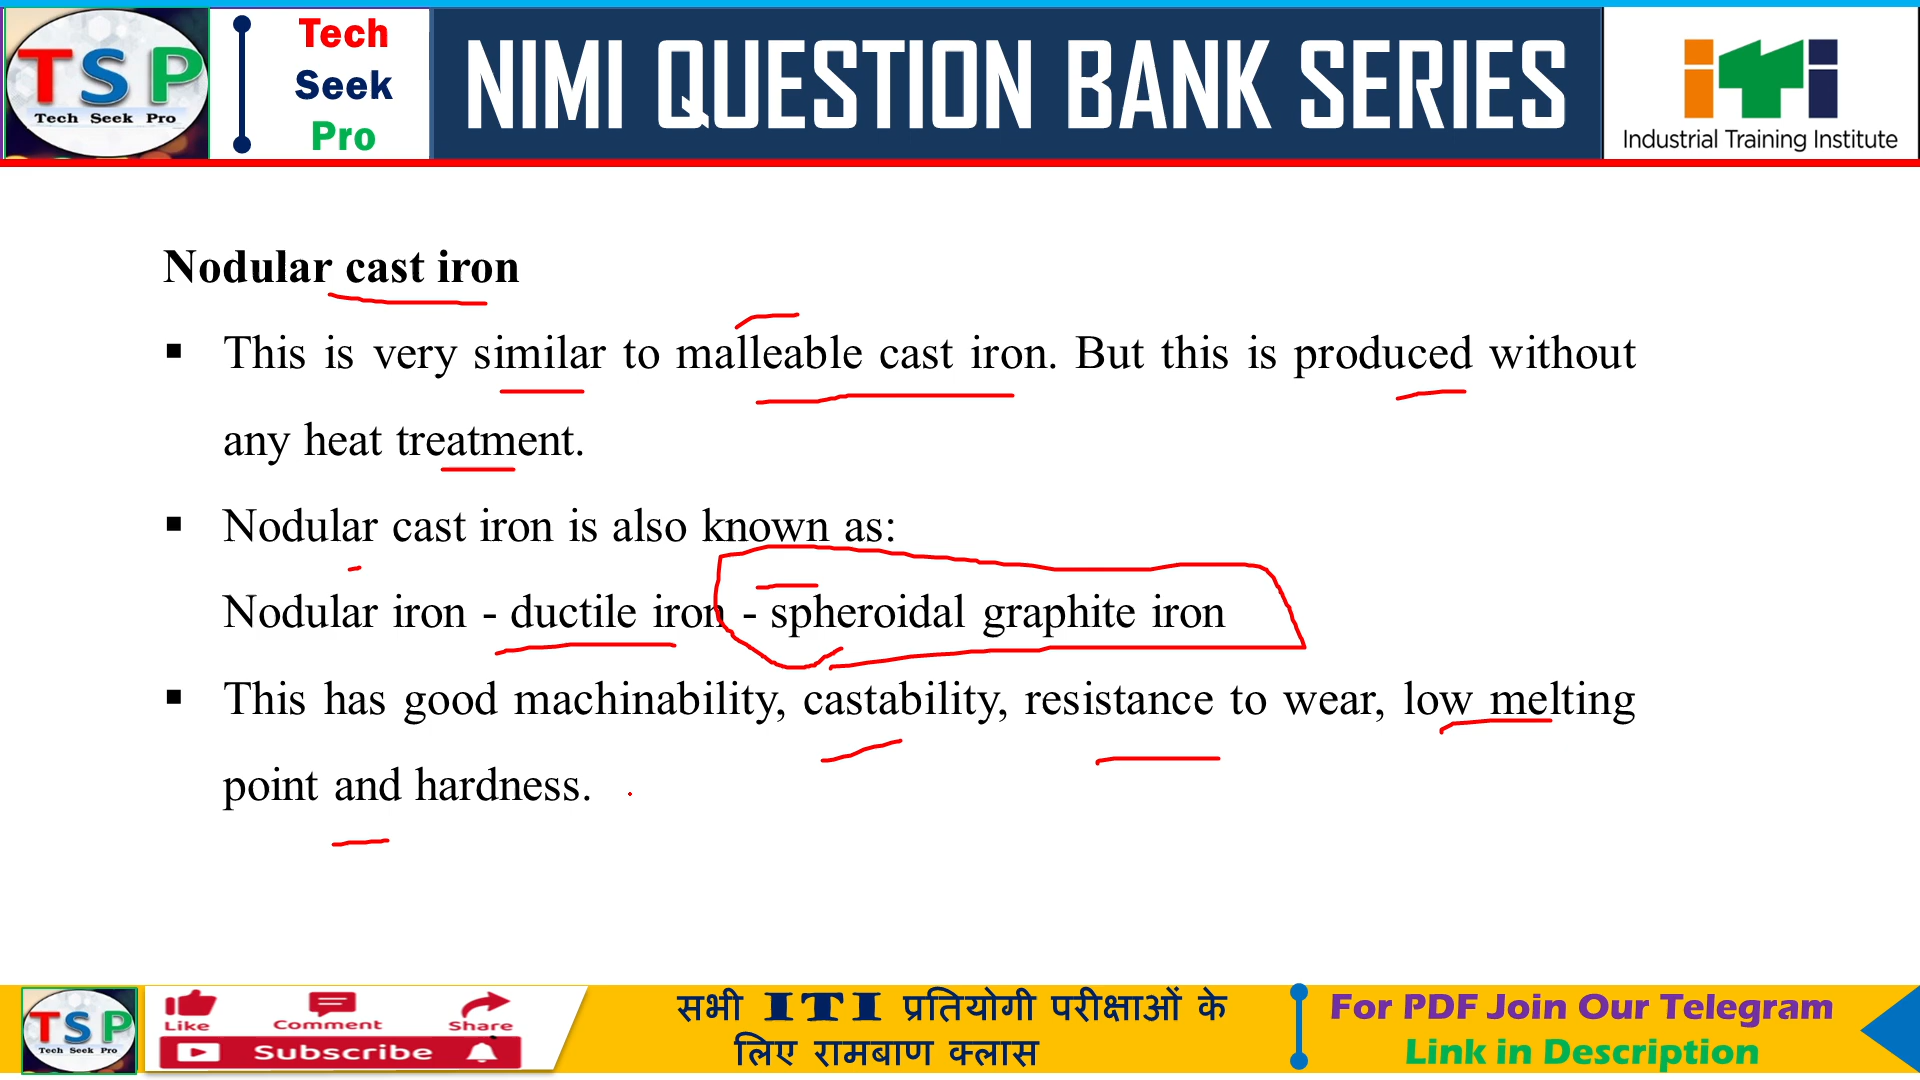 TSP
Tech Seek Pro
Tech
Seek
Pro
NIMI QUESTION BANK SERIES
iTi
Industrial Training Institute
Nodular cast iron
▪ This is very similar to malleable cast iron. But this is produced without
any heat treatment.
▪ Nodular cast iron is also known as:
Nodular iron - ductile iron - spheroidal graphite iron
▪ This has good machinability, castability, resistance to wear, low melting
point and hardness.
TSP
Tech Seek Pro
Like
Comment
Share
Subscribe
सभी ITI प्रतियोगी परीक्षाओं के
लिए रामबाण क्लास
For PDF Join Our Telegram
Link in Description